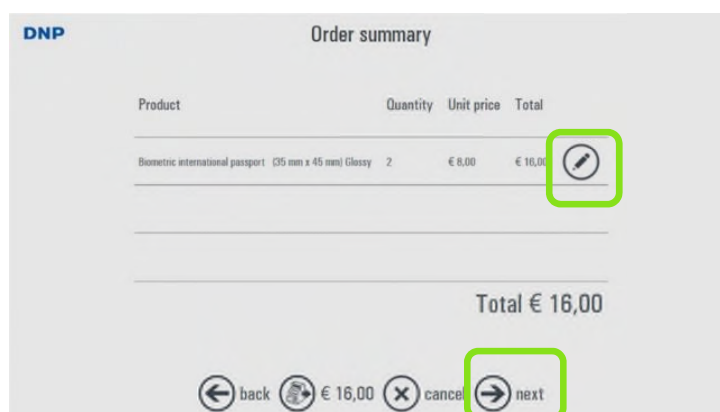 DNP
Order summary
Product Quantity Unit price Total
Biometric international passport (35 mm x 45 mm) Glossy 2 € 8,00 € 16,00
Total € 16,00
back € 16,00 cancel next